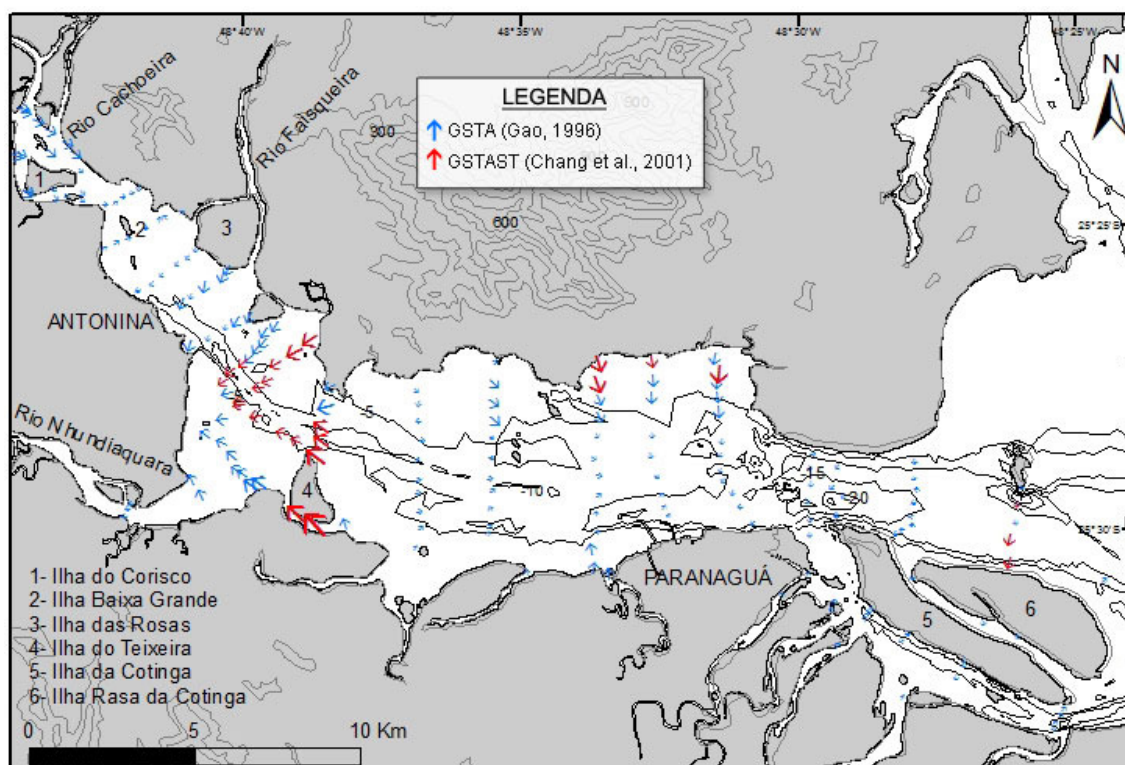 48°40'W
48°35'W
48°30'W
48°25'W
N
LEGENDA
GSTA (Gao, 1996)
GSTAST (Chang et al., 2001)
Rio Cachoeira
Rio Faisqueira
300
900
600
1
2
3
25°25'S
ANTONINA
-5
Rio Nhundiaquara
4
-10
-15
-20
25°30'S
PARANAGUÁ
5
6
1- Ilha do Corisco
2- Ilha Baixa Grande
3- Ilha das Rosas
4- Ilha do Teixeira
5- Ilha da Cotinga
6- Ilha Rasa da Cotinga
0 5 10 Km